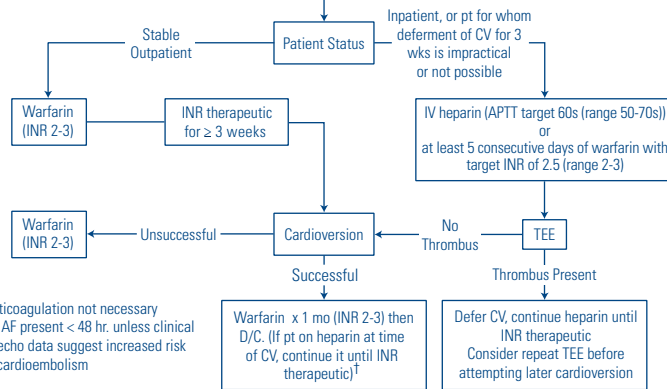 Inpatient, or pt for whom
deferment of CV for 3
wks is impractical
or not possible
Stable
Outpatient
Patient Status
Warfarin
(INR 2-3)
INR therapeutic
for ≥ 3 weeks
IV heparin (APTT target 60s (range 50-70s))
or
at least 5 consecutive days of warfarin with
target INR of 2.5 (range 2-3)
Warfarin
(INR 2-3)
Unsuccessful
Cardioversion
No
Thrombus
TEE
Successful
Thrombus Present
ticoagulation not necessary
AF present < 48 hr. unless clinical
echo data suggest increased risk
cardioembolism
Warfarin x 1 mo (INR 2-3) then
D/C. (If pt on heparin at time
of CV, continue it until INR
therapeutic)†
Defer CV, continue heparin until
INR therapeutic
Consider repeat TEE before
attempting later cardioversion